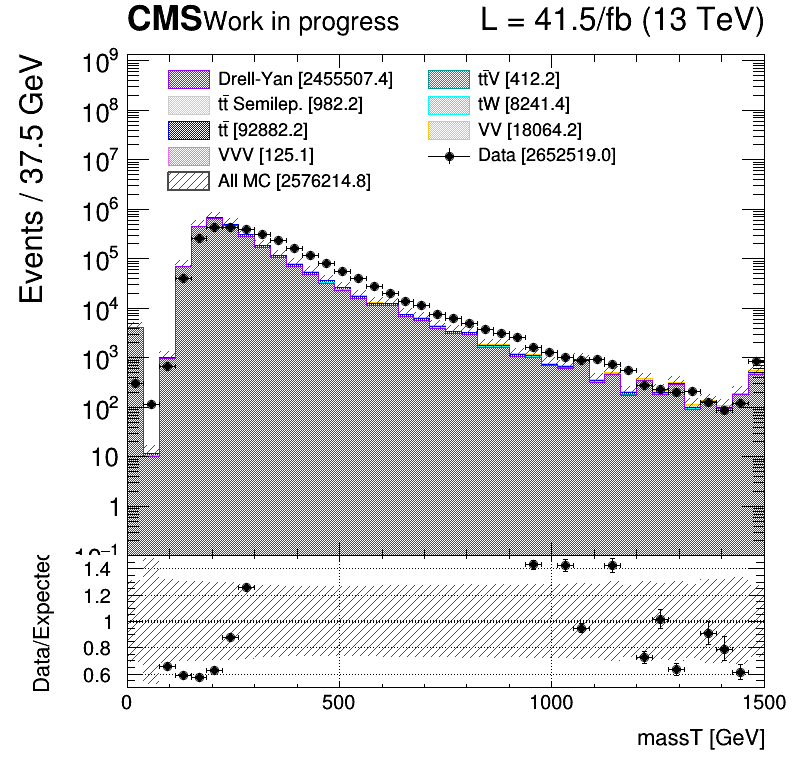 CMS Work in progress L = 41.5/fb (13 TeV)
Events / 37.5 GeV
10⁹
10⁸
10⁷
10⁶
10⁵
10⁴
10³
10²
10
1
10⁻¹
Drell-Yan [2455507.4]
tt̄ Semilep. [982.2]
tt̄ [92882.2]
VVV [125.1]
All MC [2576214.8]
tt̄V [412.2]
tW [8241.4]
VV [18064.2]
Data [2652519.0]
Data/Expected
1.4
1.2
1
0.8
0.6
0 500 1000 1500
massT [GeV]